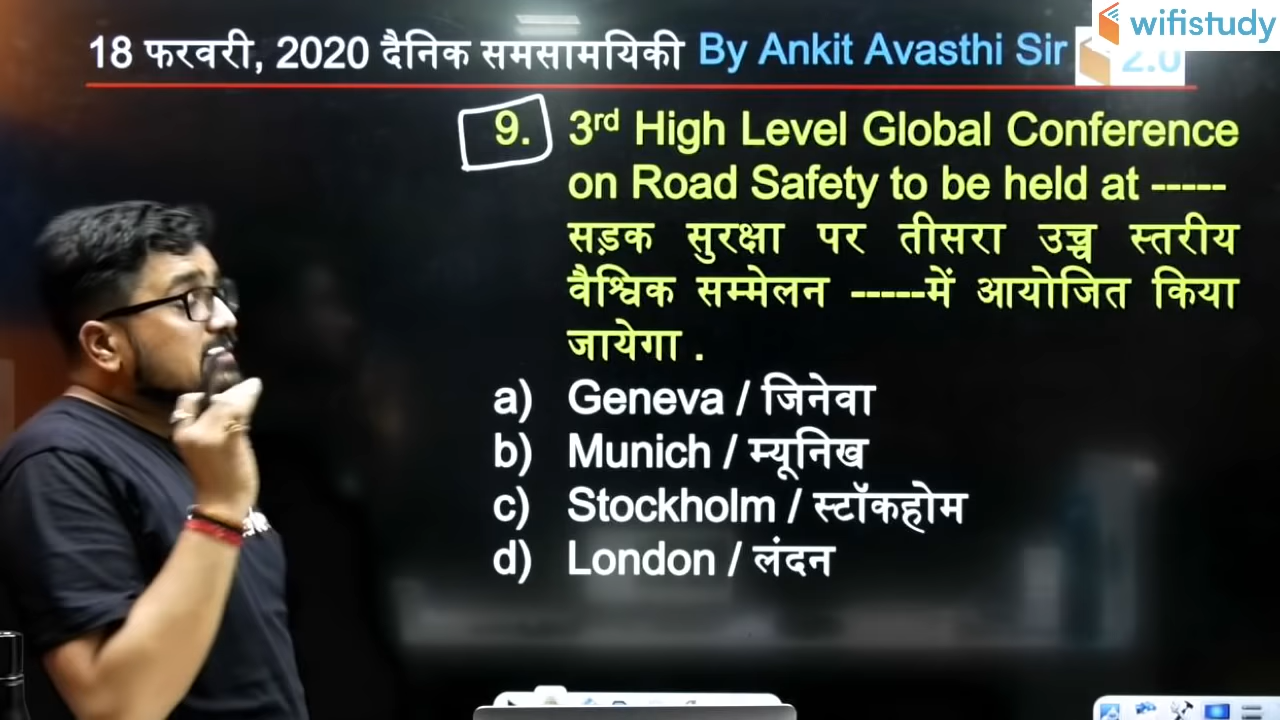 wifistudy
18 फरवरी, 2020 दैनिक समसामयिकी By Ankit Avasthi Sir 2.0
9. 3rd High Level Global Conference
on Road Safety to be held at -----
सड़क सुरक्षा पर तीसरा उच्च स्तरीय
वैश्विक सम्मेलन -----में आयोजित किया
जायेगा .
a) Geneva / जिनेवा
b) Munich / म्यूनिख
c) Stockholm / स्टॉकहोम
d) London / लंदन